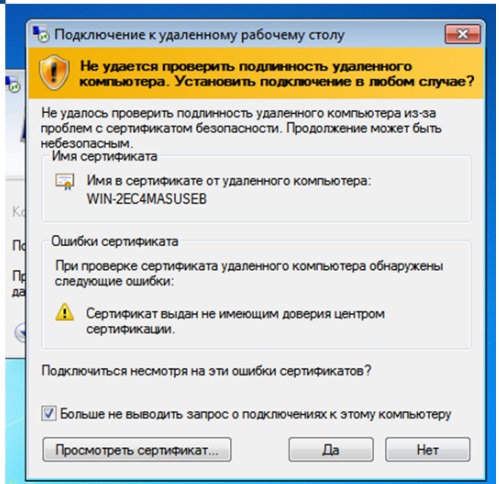 Подключение к удаленному рабочему столу
Не удается проверить подлинность удаленного
компьютера. Установить подключение в любом случае?
Не удалось проверить подлинность удаленного компьютера из-за
проблем с сертификатом безопасности. Продолжение может быть
небезопасным.
Имя сертификата
Имя в сертификате от удаленного компьютера:
WIN-2EC4MASUSEB
Ошибки сертификата
При проверке сертификата удаленного компьютера обнаружены
следующие ошибки:
Сертификат выдан не имеющим доверия центром
сертификации.
Подключиться несмотря на эти ошибки сертификатов?
Больше не выводить запрос о подключениях к этому компьютеру
Просмотреть сертификат...
Да
Нет